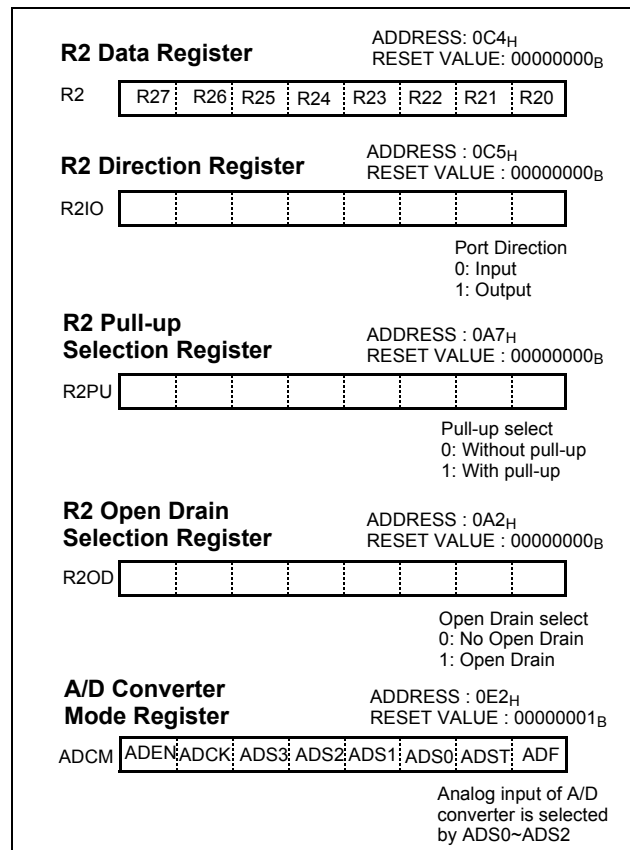 R2 Data Register
ADDRESS: 0C4H
RESET VALUE: 00000000B
R2 R27 R26 R25 R24 R23 R22 R21 R20
R2 Direction Register
ADDRESS : 0C5H
RESET VALUE : 00000000B
R2IO
Port Direction
0: Input
1: Output
R2 Pull-up
Selection Register
ADDRESS : 0A7H
RESET VALUE : 00000000B
R2PU
Pull-up select
0: Without pull-up
1: With pull-up
R2 Open Drain
Selection Register
ADDRESS : 0A2H
RESET VALUE : 00000000B
R2OD
Open Drain select
0: No Open Drain
1: Open Drain
A/D Converter
Mode Register
ADDRESS : 0E2H
RESET VALUE : 00000001B
ADCM ADEN ADCK ADS3 ADS2 ADS1 ADS0 ADST ADF
Analog input of A/D
converter is selected
by ADS0~ADS2